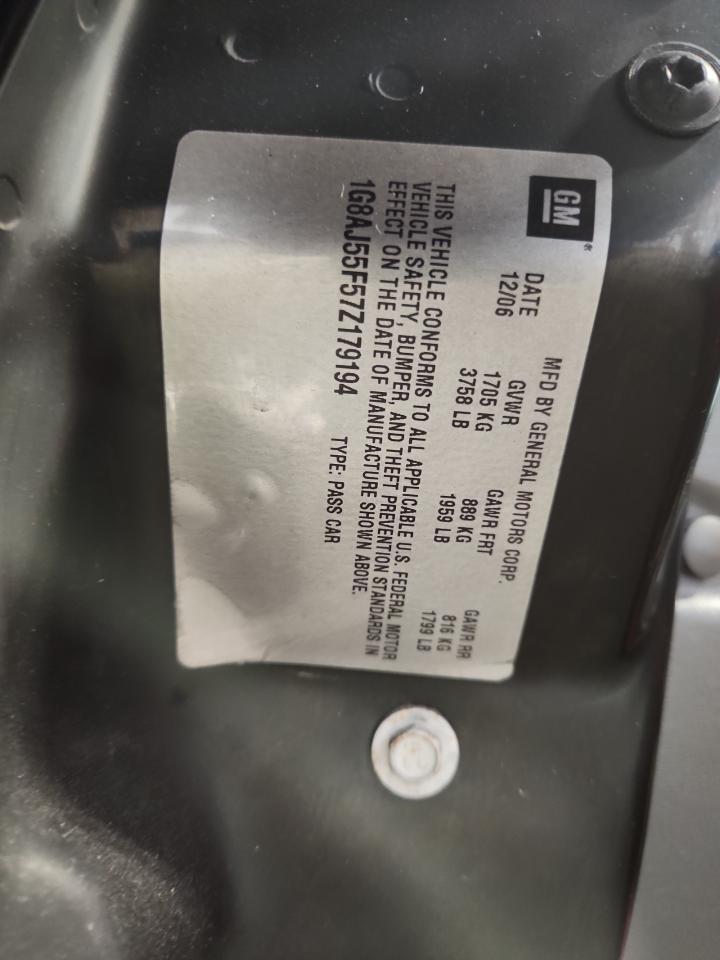 GM
MFD BY GENERAL MOTORS CORP.
DATE GVWR GAWR FRT GAWR RR
12/06 1705 KG 889 KG 816 KG
3758 LB 1959 LB 1799 LB
THIS VEHICLE CONFORMS TO ALL APPLICABLE U.S. FEDERAL MOTOR
VEHICLE SAFETY, BUMPER, AND THEFT PREVENTION STANDARDS IN
EFFECT ON THE DATE OF MANUFACTURE SHOWN ABOVE.
1G8AJ55F57Z179194 TYPE: PASS CAR